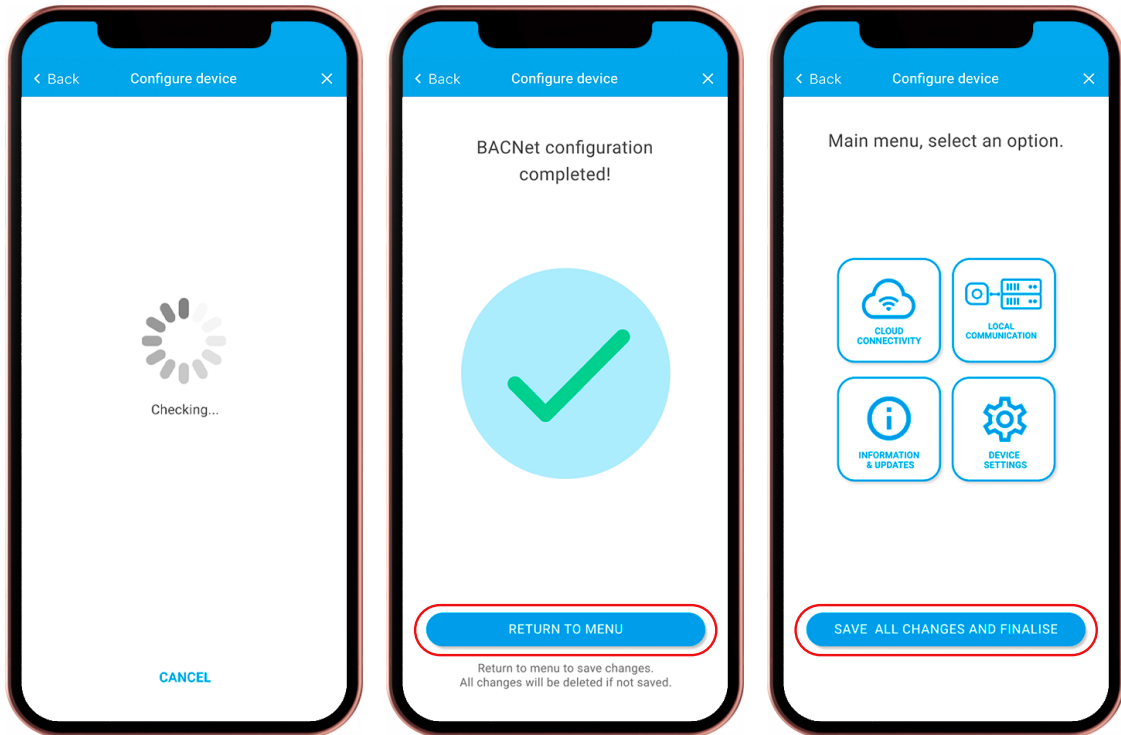 Back Configure device
Checking...
CANCEL
Back Configure device
BACNet configuration
completed!
RETURN TO MENU
Return to menu to save changes.
All changes will be deleted if not saved.
Back Configure device
Main menu, select an option.
CLOUD
CONNECTIVITY
LOCAL
COMMUNICATION
INFORMATION
& UPDATES
DEVICE
SETTINGS
SAVE ALL CHANGES AND FINALISE